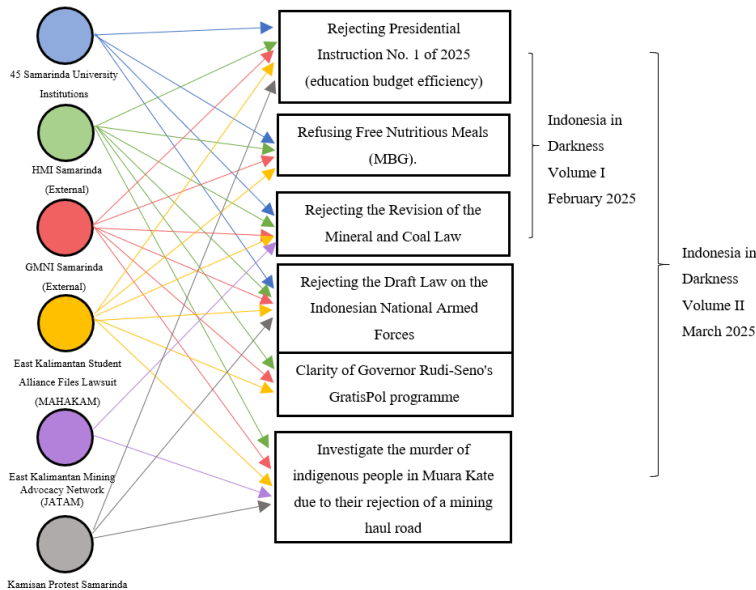 45 Samarinda University
Institutions
HMI Samarinda
(External)
GMNI Samarinda
(External)
East Kalimantan Student
Alliance Files Lawsuit
(MAHAKAM)
East Kalimantan Mining
Advocacy Network
(JATAM)
Kamisan Protest Samarinda
Rejecting Presidential
Instruction No. 1 of 2025
(education budget efficiency)
Refusing Free Nutritious Meals
(MBG).
Rejecting the Revision of the
Mineral and Coal Law
Rejecting the Draft Law on the
Indonesian National Armed
Forces
Clarity of Governor Rudi-Seno's
GratisPol programme
Investigate the murder of
indigenous people in Muara Kate
due to their rejection of a mining
haul road
Indonesia in
Darkness
Volume I
February 2025
Indonesia in
Darkness
Volume II
March 2025